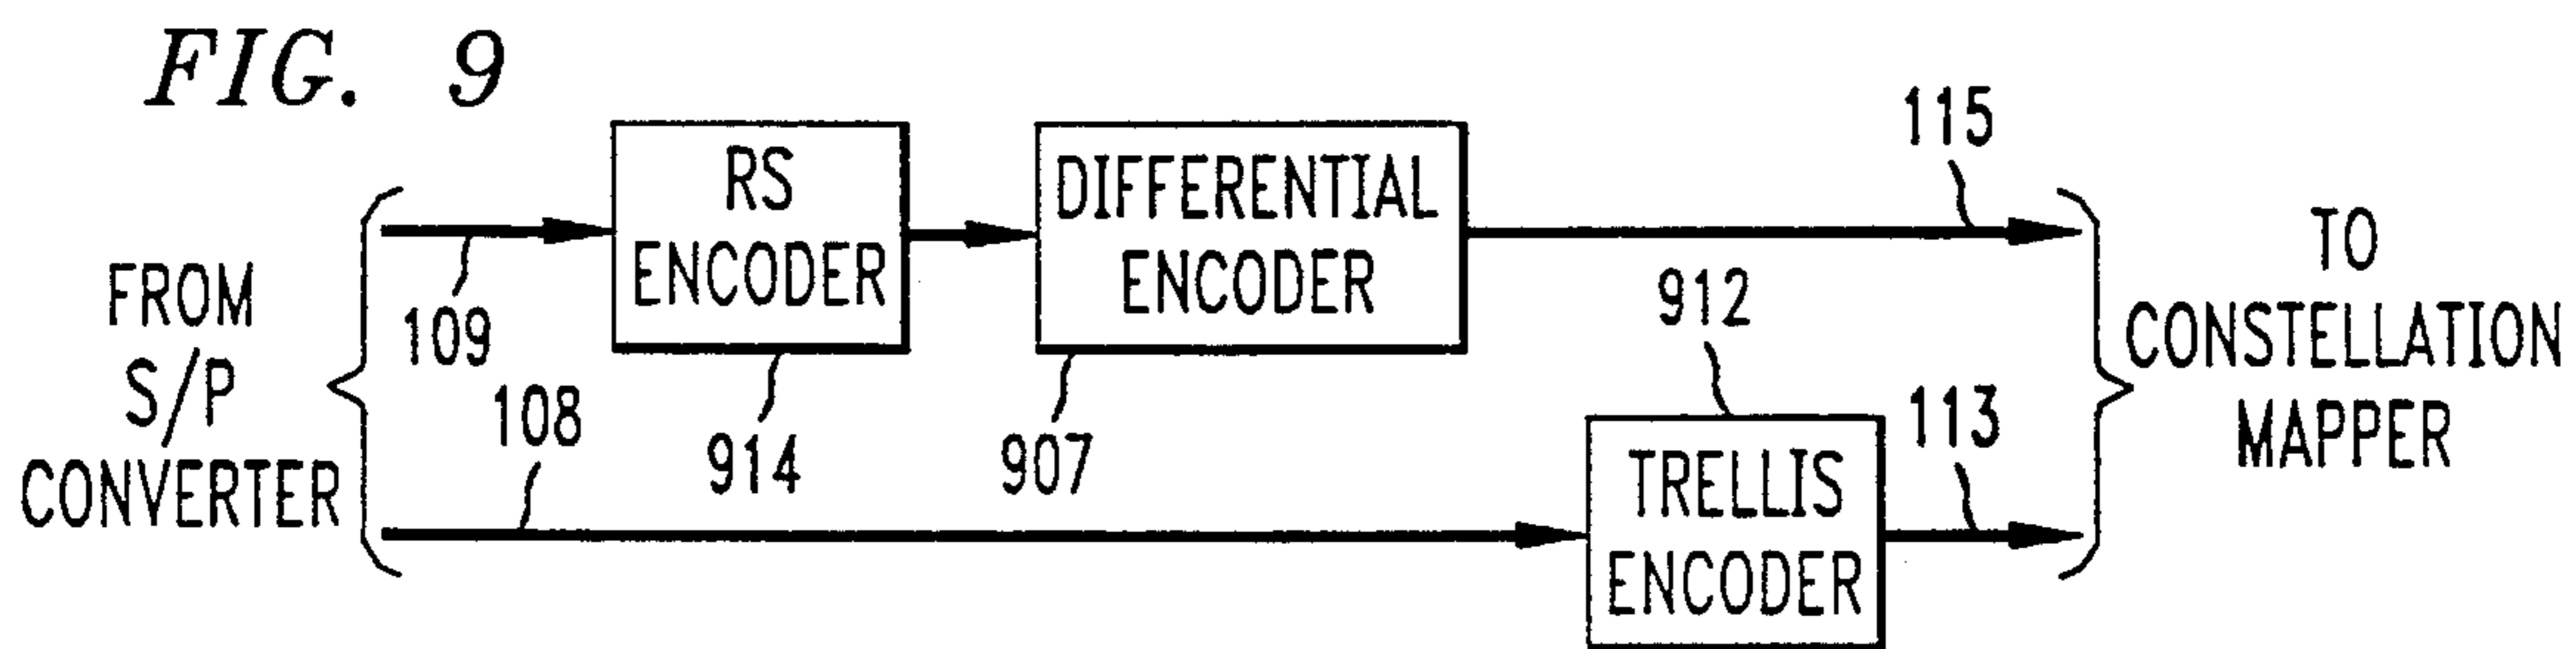 FIG. 9
FROM
S/P
CONVERTER
109
108
RS
ENCODER
914
DIFFERENTIAL
ENCODER
907
115
912
TRELLIS
ENCODER
113
TO
CONSTELLATION
MAPPER